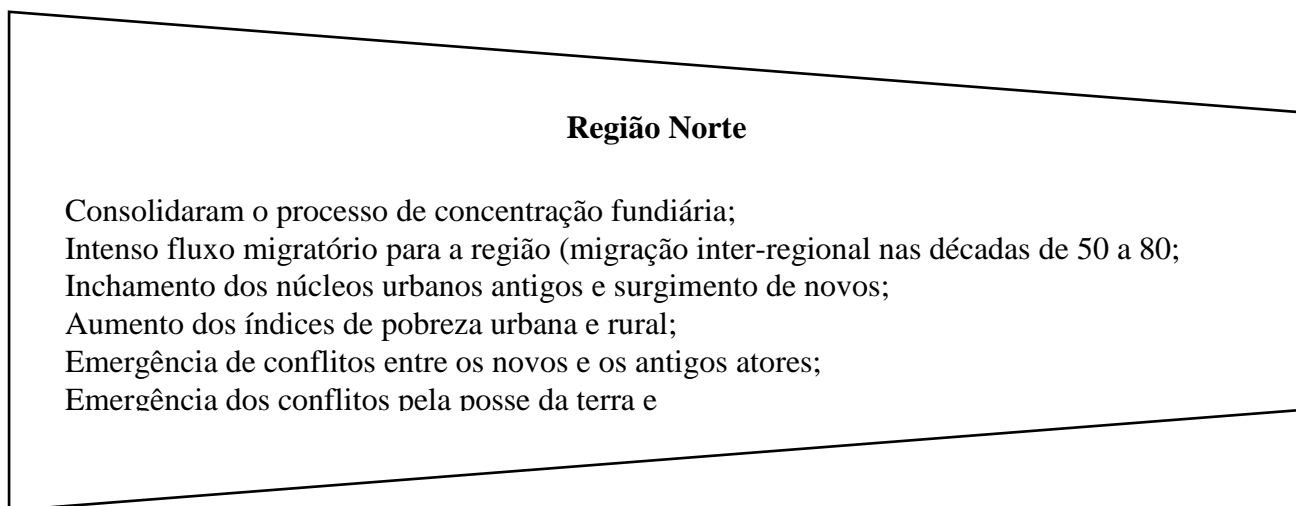 Região Norte
Consolidaram o processo de concentração fundiária;
Intenso fluxo migratório para a região (migração inter-regional nas décadas de 50 a 80;
Inchamento dos núcleos urbanos antigos e surgimento de novos;
Aumento dos índices de pobreza urbana e rural;
Emergência de conflitos entre os novos e os antigos atores;
Emergência dos conflitos pela posse da terra e